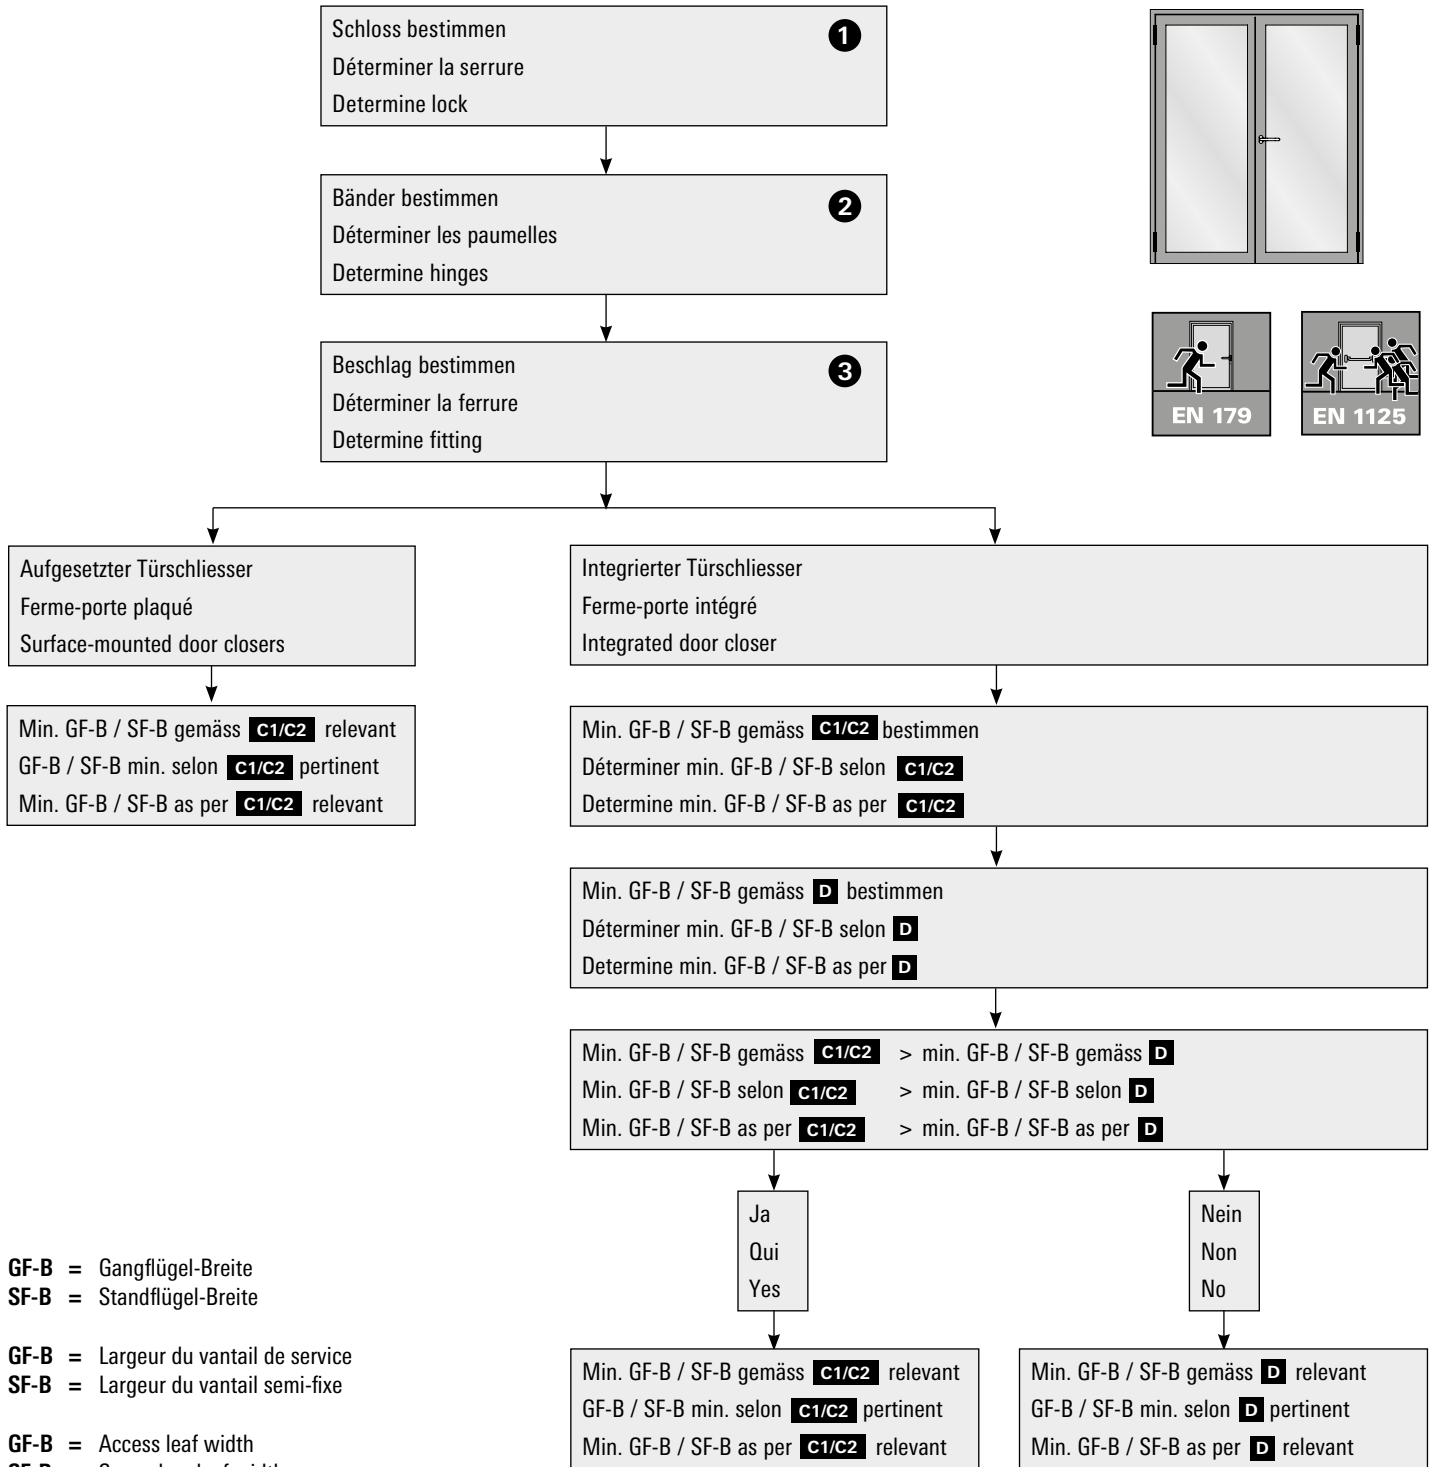 Schloss bestimmen
1
Déterminer la serrure
Determine lock
Bänder bestimmen
2
Déterminer les paumelles
Determine hinges
Beschlag bestimmen
3
Déterminer la ferrure
Determine fitting
EN 179
EN 1125
Aufgesetzter Türschliesser
Ferme-porte plaqué
Surface-mounted door closers
Integrierter Türschliesser
Ferme-porte intégré
Integrated door closer
Min. GF-B / SF-B gemäss C1/C2 relevant
GF-B / SF-B min. selon C1/C2 pertinent
Min. GF-B / SF-B as per C1/C2 relevant
Min. GF-B / SF-B gemäss C1/C2 bestimmen
Déterminer min. GF-B / SF-B selon C1/C2
Determine min. GF-B / SF-B as per C1/C2
Min. GF-B / SF-B gemäss D bestimmen
Déterminer min. GF-B / SF-B selon D
Determine min. GF-B / SF-B as per D
Min. GF-B / SF-B gemäss C1/C2 > min. GF-B / SF-B gemäss D
Min. GF-B / SF-B selon C1/C2 > min. GF-B / SF-B selon D
Min. GF-B / SF-B as per C1/C2 > min. GF-B / SF-B as per D
Ja
Qui
Yes
Nein
Non
No
Min. GF-B / SF-B gemäss C1/C2 relevant
GF-B / SF-B min. selon C1/C2 pertinent
Min. GF-B / SF-B as per C1/C2 relevant
Min. GF-B / SF-B gemäss D relevant
GF-B / SF-B min. selon D pertinent
Min. GF-B / SF-B as per D relevant
GF-B = Gangflügel-Breite
SF-B = Standflügel-Breite
GF-B = Largeur du vantail de service
SF-B = Largeur du vantail semi-fixe
GF-B = Access leaf width